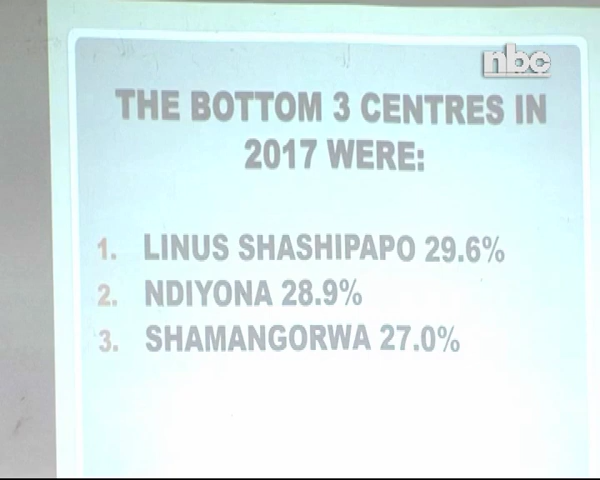 nbc
THE BOTTOM 3 CENTRES IN
2017 WERE:
1. LINUS SHASHIPAPO 29.6%
2. NDIYONA 28.9%
3. SHAMANGORWA 27.0%